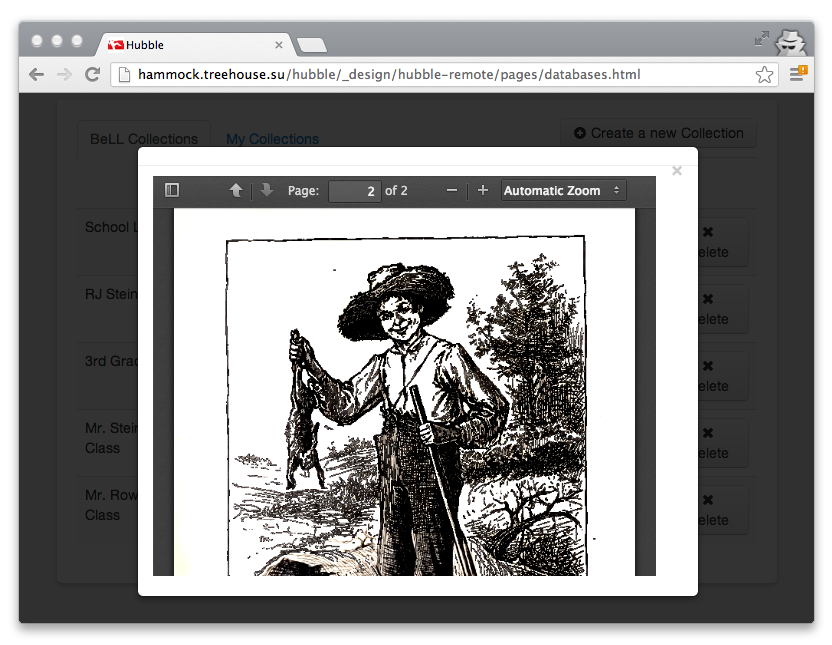 Hubble
hammock.treehouse.su/hubble/_design/hubble-remote/pages/databases.html
BeLL Collections
My Collections
Create a new Collection
Page: 2 of 2
Automatic Zoom
School L
elete
RJ Stein
elete
3rd Grad
elete
Mr. Stein
Class
elete
Mr. Row
Class
elete